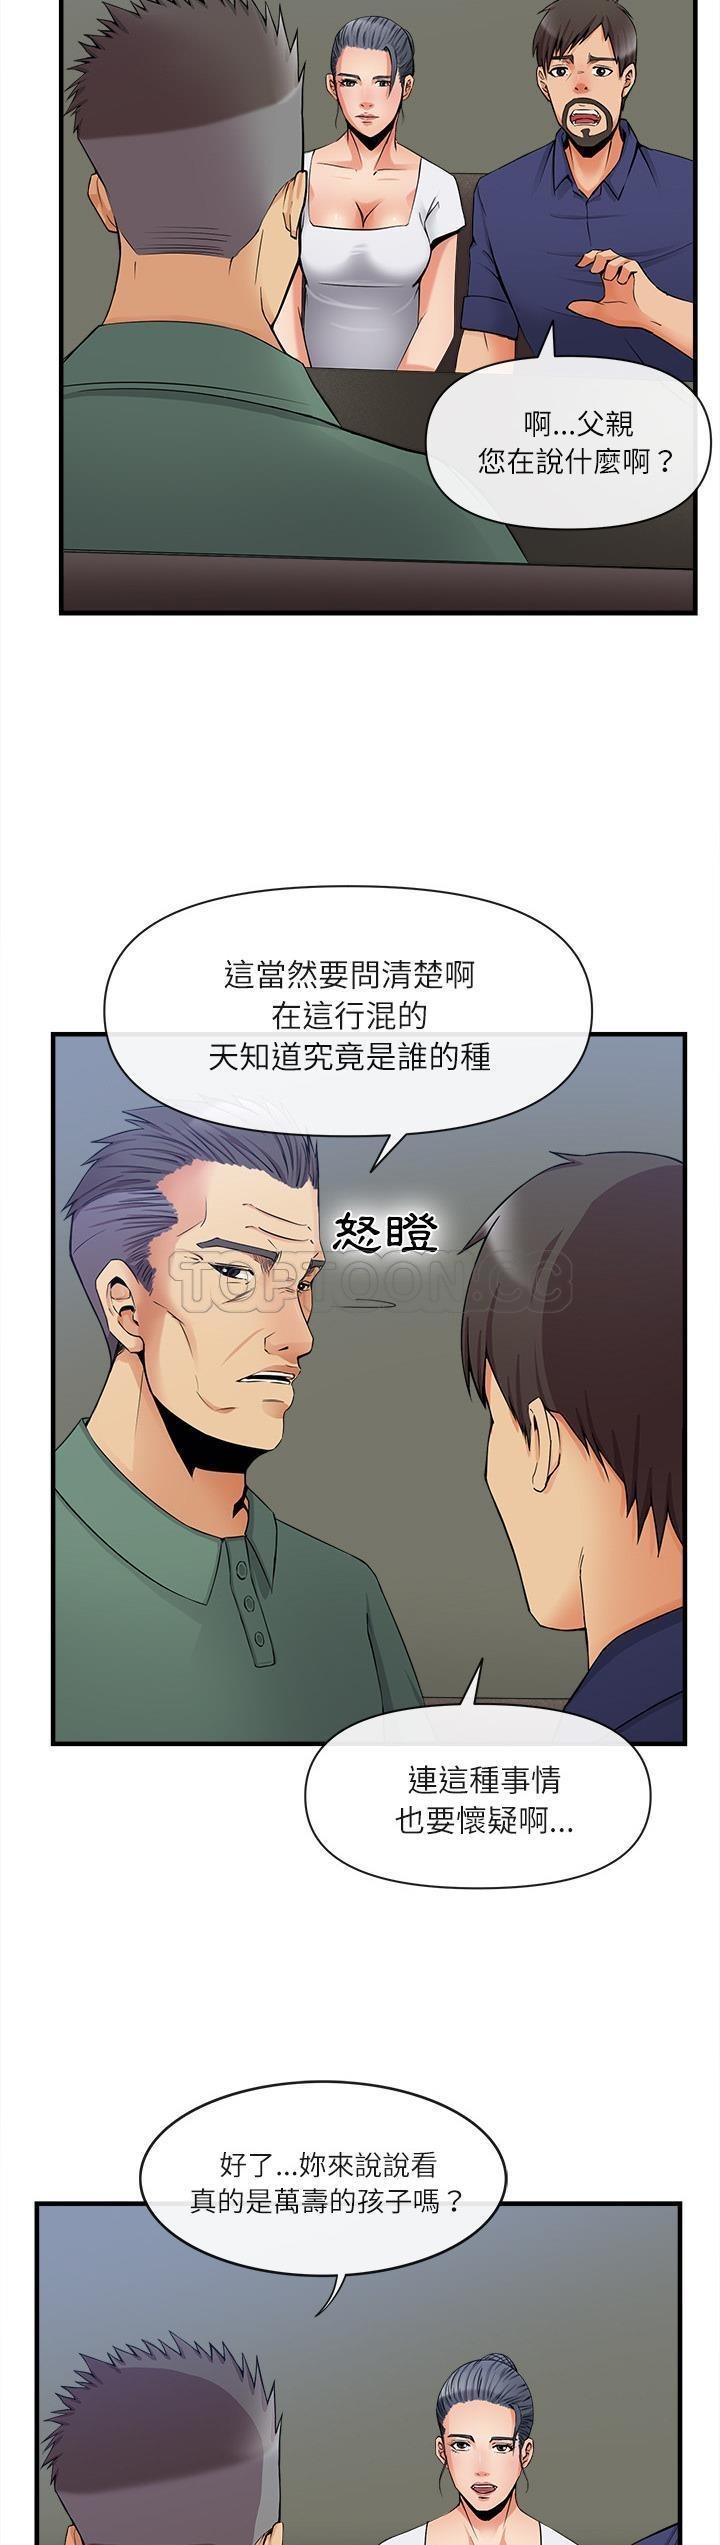 啊...父親
您在說什麼啊？
這當然要問清楚啊
在這行混的
天知道究竟是誰的種
怒瞪
TOPTOON.CC
連這種事情
也要懷疑啊...
好了...妳來說說看
真的是萬壽的孩子嗎？